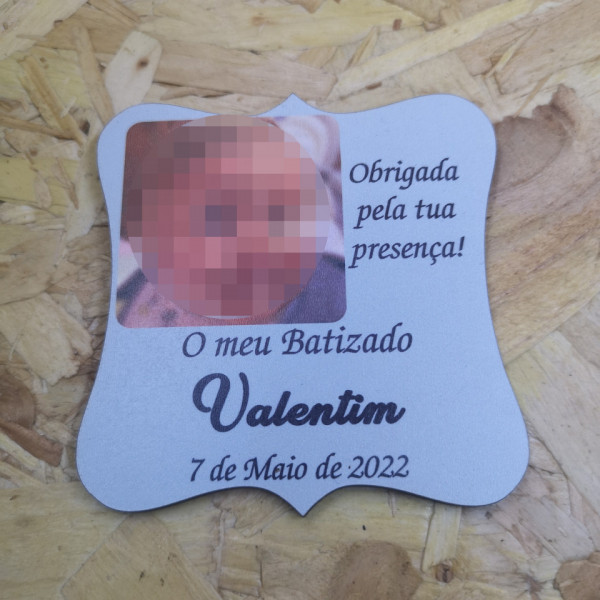 Obrigada
pela tua
presença!
O meu Batizado
Valentim
7 de Maio de 2022